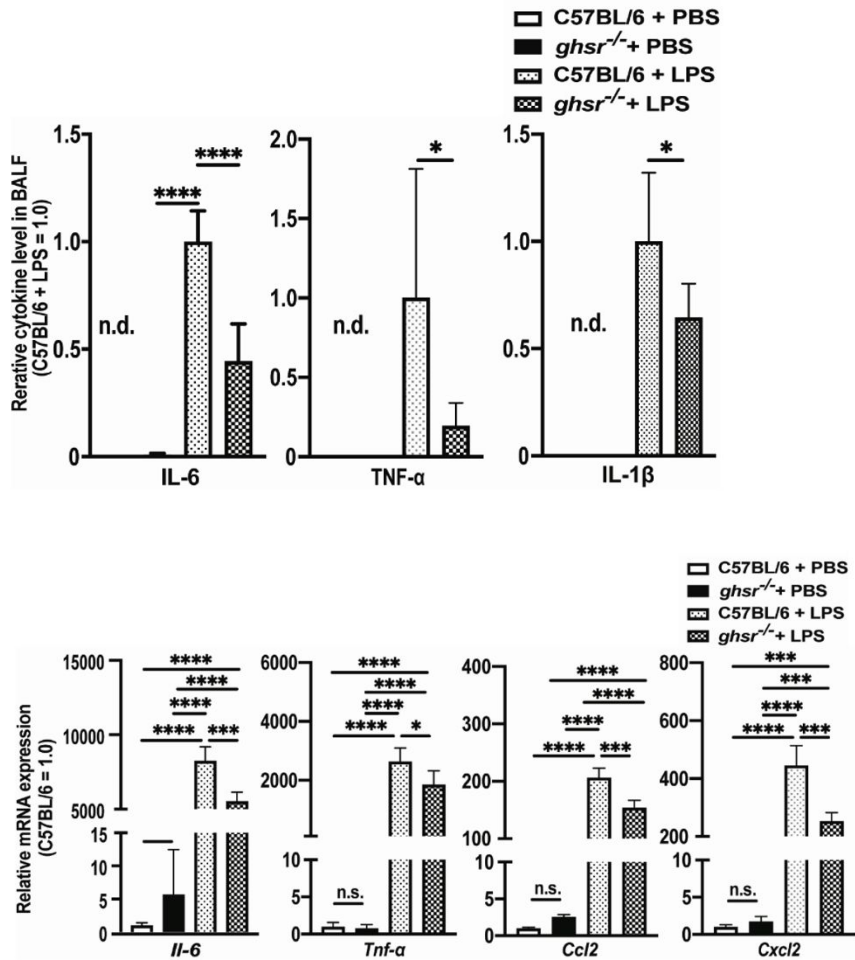 C57BL/6 + PBS
ghsr-/-+ PBS
C57BL/6 + LPS
ghsr-/-+ LPS
Rerative cytokine level in BALF
(C57BL/6 + LPS = 1.0)
1.5
1.0
0.5
0
n.d.
****
****
IL-6
2.0
1.5
1.0
0.5
0
n.d.
*
TNF-α
1.5
1.0
0.5
0
n.d.
*
IL-1β
C57BL/6 + PBS
ghsr-/-+ PBS
C57BL/6 + LPS
ghsr-/-+ LPS
Relative mRNA expression
(C57BL/6 = 1.0)
15000
10000
5000
15
10
5
0
****
****
****
**** ***
Il-6
6000
4000
2000
10
5
0
****
****
****
**** *
n.s.
Tnf-α
400
300
200
100
10
5
0
****
****
****
**** ***
n.s.
Ccl2
800
600
400
200
10
5
0
***
***
****
**** ***
n.s.
Cxcl2